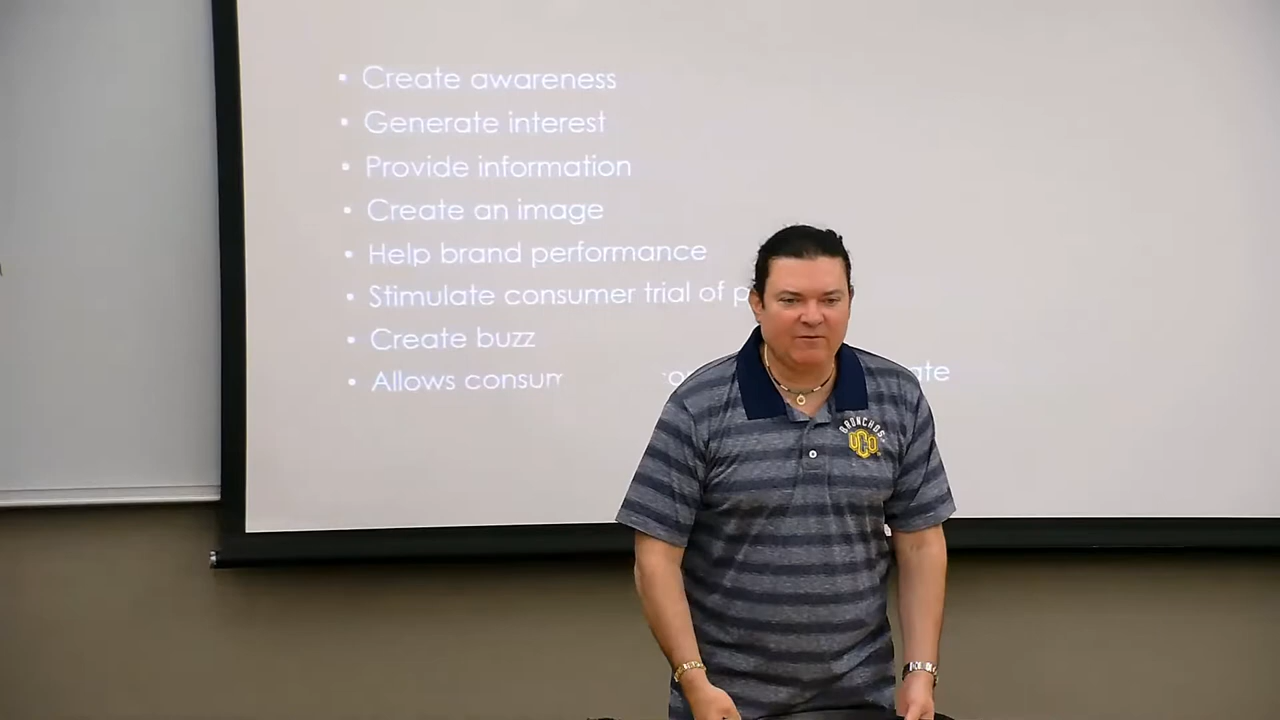 • Create awareness
• Generate interest
• Provide information
• Create an image
• Help brand performance
• Stimulate consumer trial of
• Create buzz
• Allows
BRONCHOS
UCO